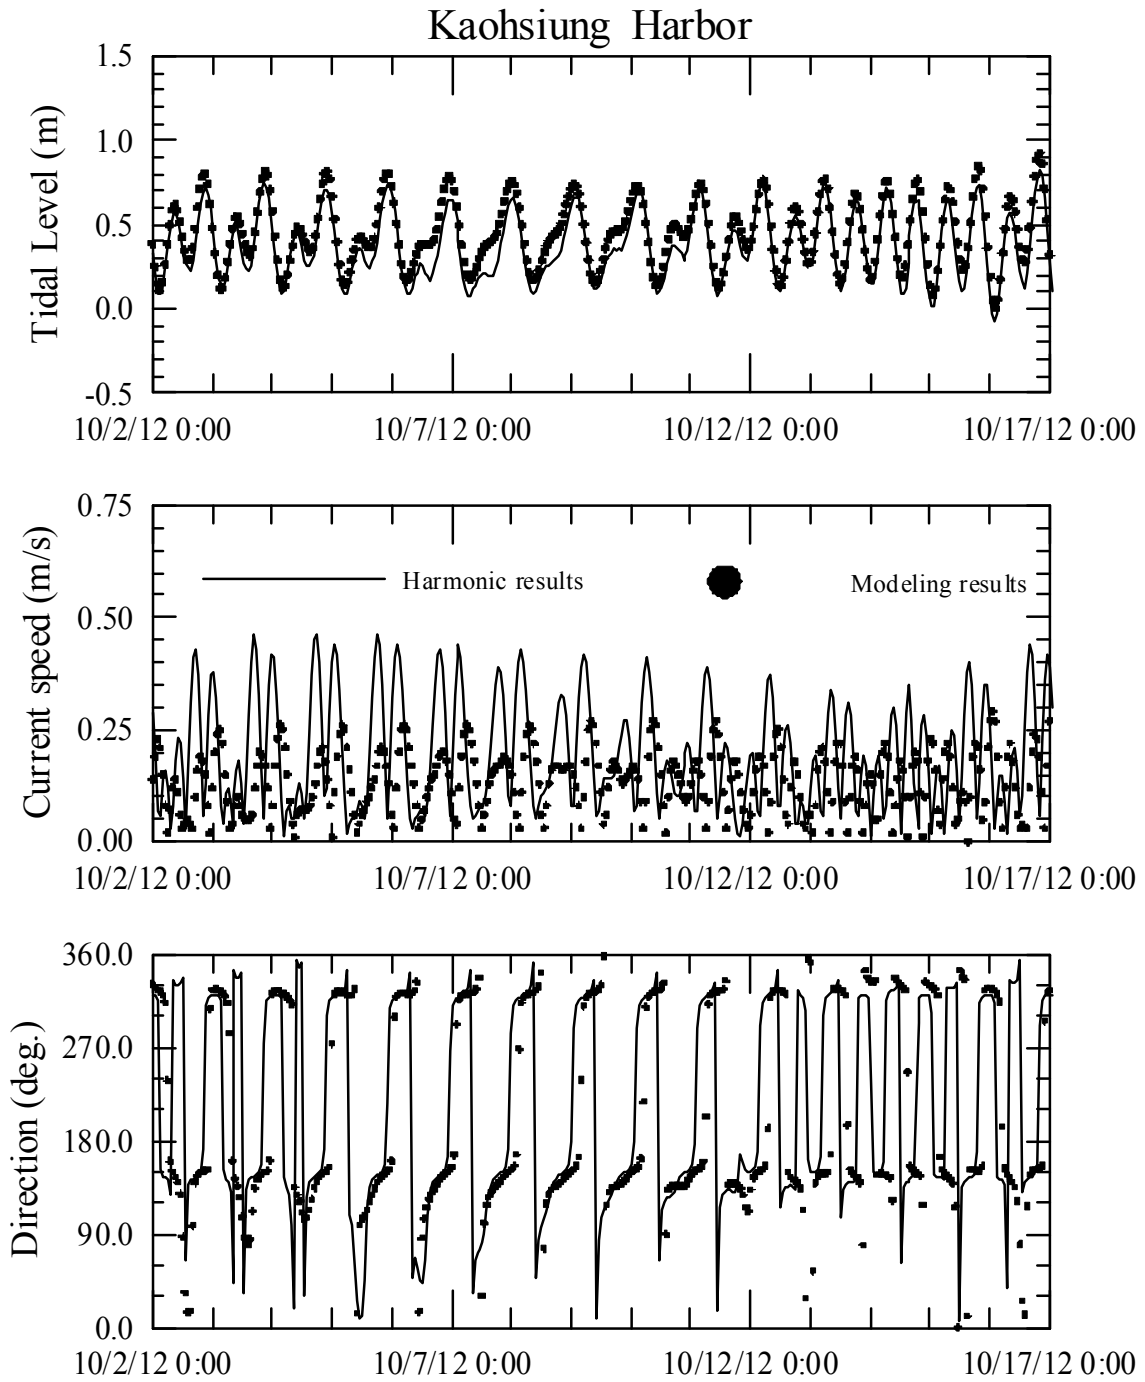 Kaohsiung Harbor
Tidal Level (m)
1.5
1.0
0.5
0.0
-0.5
10/2/12 0:00 10/7/12 0:00 10/12/12 0:00 10/17/12 0:00
Current speed (m/s)
0.75
0.50
0.25
0.00
Harmonic results Modeling results
10/2/12 0:00 10/7/12 0:00 10/12/12 0:00 10/17/12 0:00
Direction (deg.)
360.0
270.0
180.0
90.0
0.0
10/2/12 0:00 10/7/12 0:00 10/12/12 0:00 10/17/12 0:00